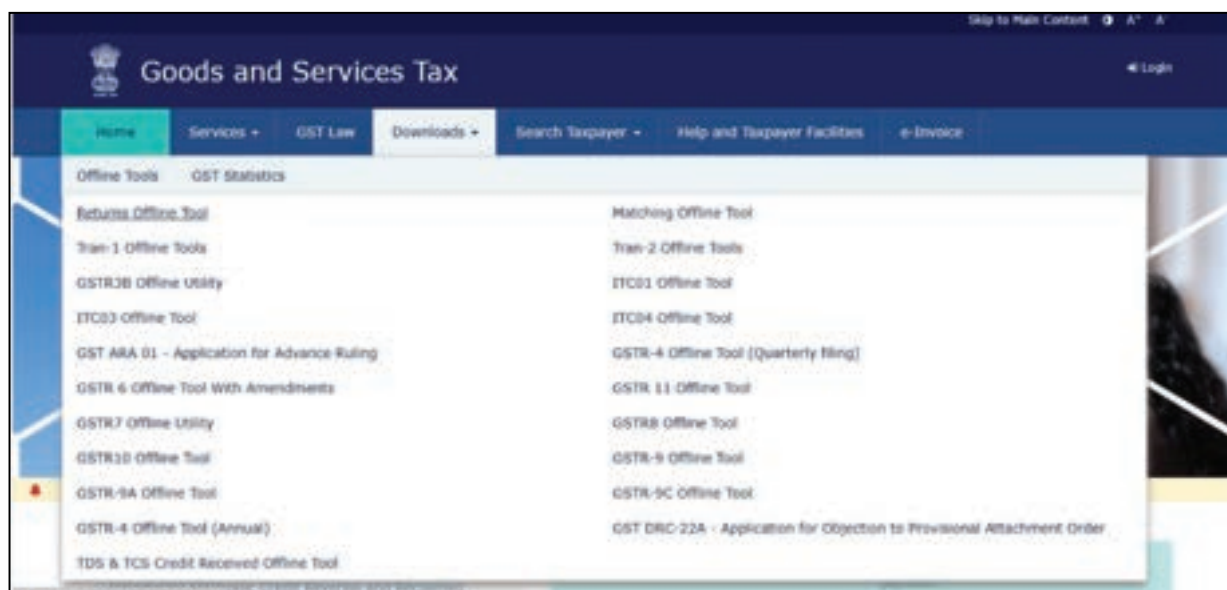 Skip to Main Content A+ A-
Goods and Services Tax
Login
Home Services GST Law Downloads Search Taxpayer Help and Taxpayer Facilities e-Invoice
Offline Tools GST Statistics
Returns Offline Tool Matching Offline Tool
Tran-1 Offline Tools Tran-2 Offline Tools
GSTR3B Offline Utility ITC01 Offline Tool
ITC03 Offline Tool ITC04 Offline Tool
GST ARA 01 - Application for Advance Ruling GSTR-4 Offline Tool (Quarterly filing)
GSTR 6 Offline Tool With Amendments GSTR 11 Offline Tool
GSTR7 Offline Utility GSTR8 Offline Tool
GSTR10 Offline Tool GSTR-9 Offline Tool
GSTR-9A Offline Tool GSTR-9C Offline Tool
GSTR-4 Offline Tool (Annual) GST DRC-22A - Application for Objection to Provisional Attachment Order
TDS & TCS Credit Received Offline Tool